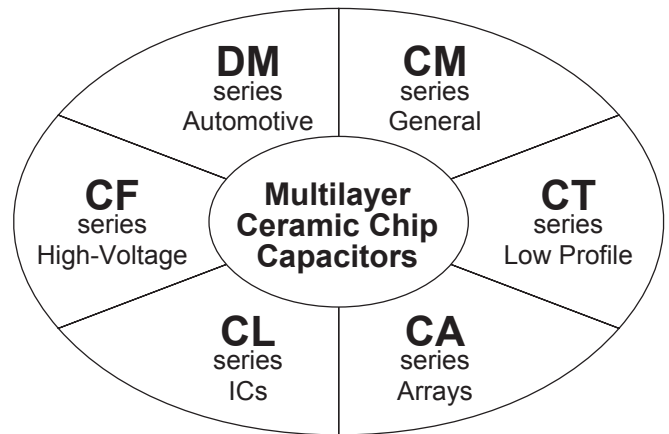 DM
series
Automotive
CM
series
General
CF
series
High-Voltage
Multilayer
Ceramic Chip
Capacitors
CT
series
Low Profile
CL
series
ICs
CA
series
Arrays